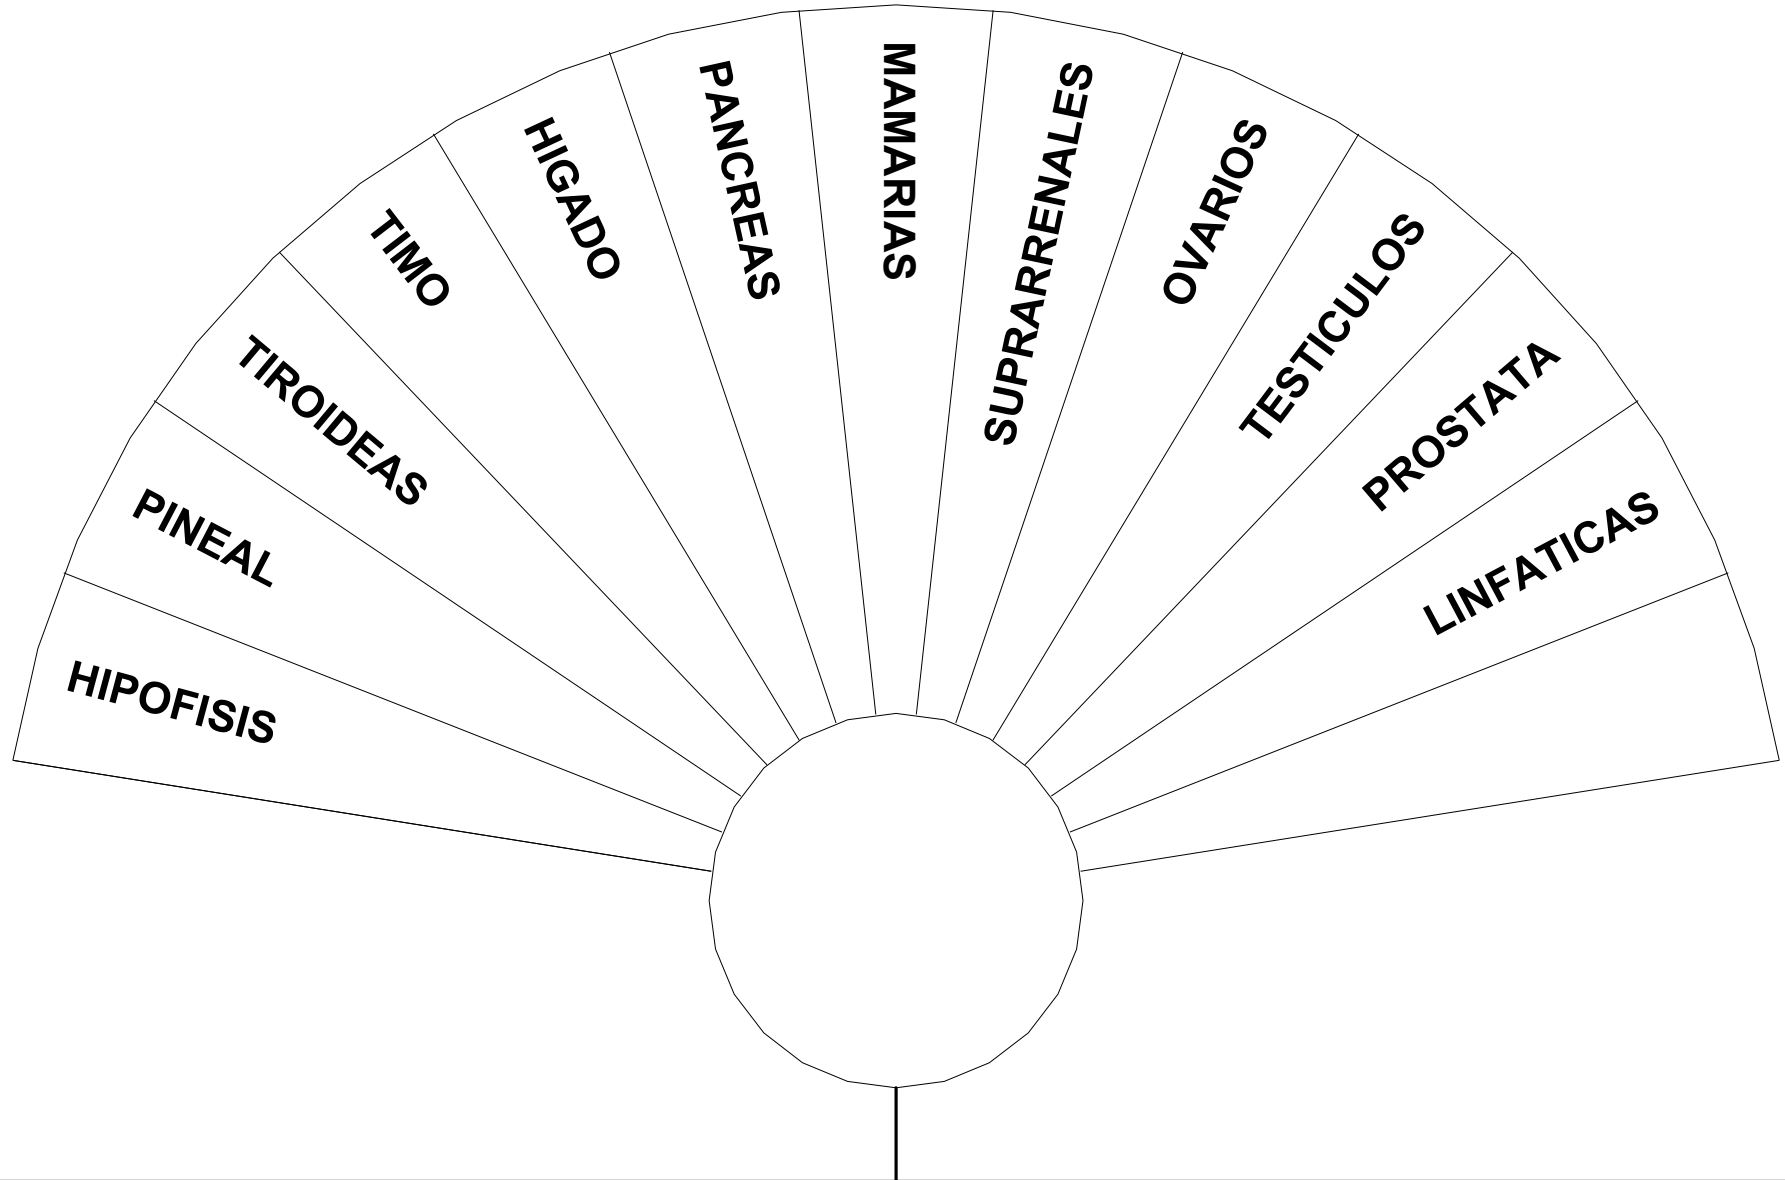 HIPOFISIS
PINEAL
TIROIDEAS
TIMO
HIGADO
PANCREAS
MAMARIAS
SUPRARRENALES
OVARIOS
TESTICULOS
PROSTATA
LINFATICAS